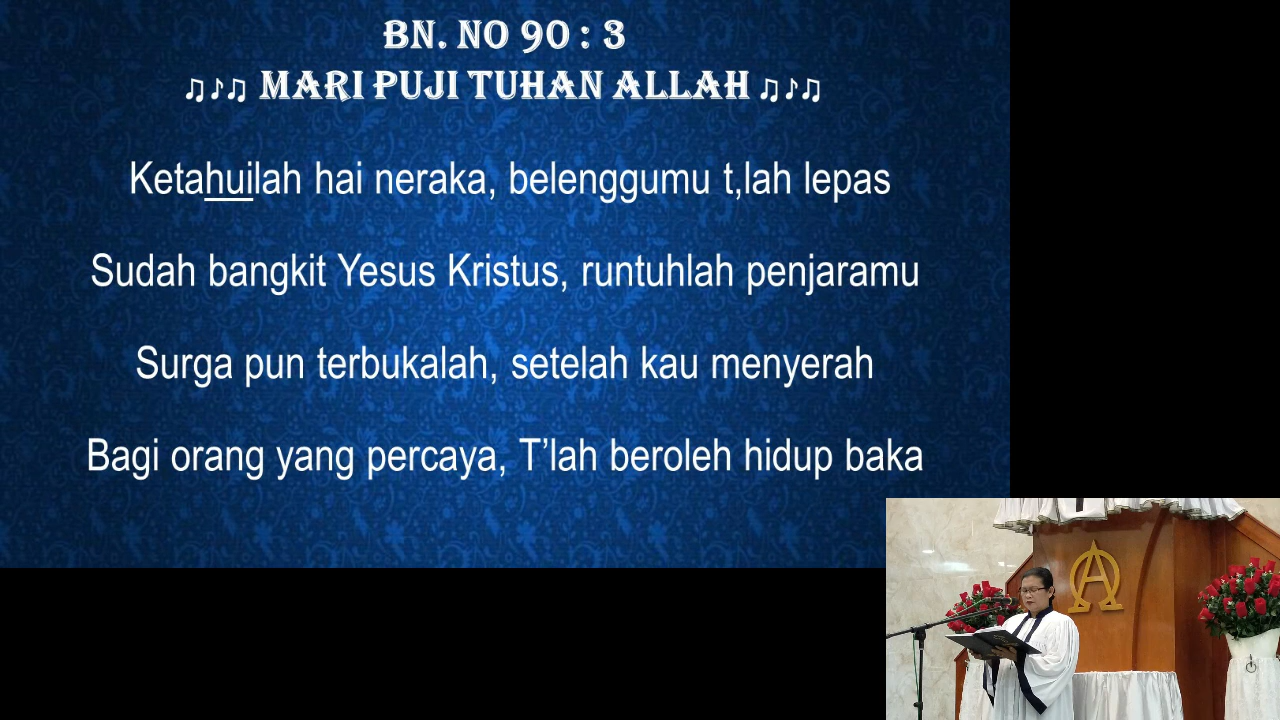 BN. NO 90 : 3
♫♪♫ MARI PUJI TUHAN ALLAH ♫♪♫
Ketahuilah hai neraka, belenggumu t,lah lepas
Sudah bangkit Yesus Kristus, runtuhlah penjaramu
Surga pun terbukalah, setelah kau menyerah
Bagi orang yang percaya, T’lah beroleh hidup baka